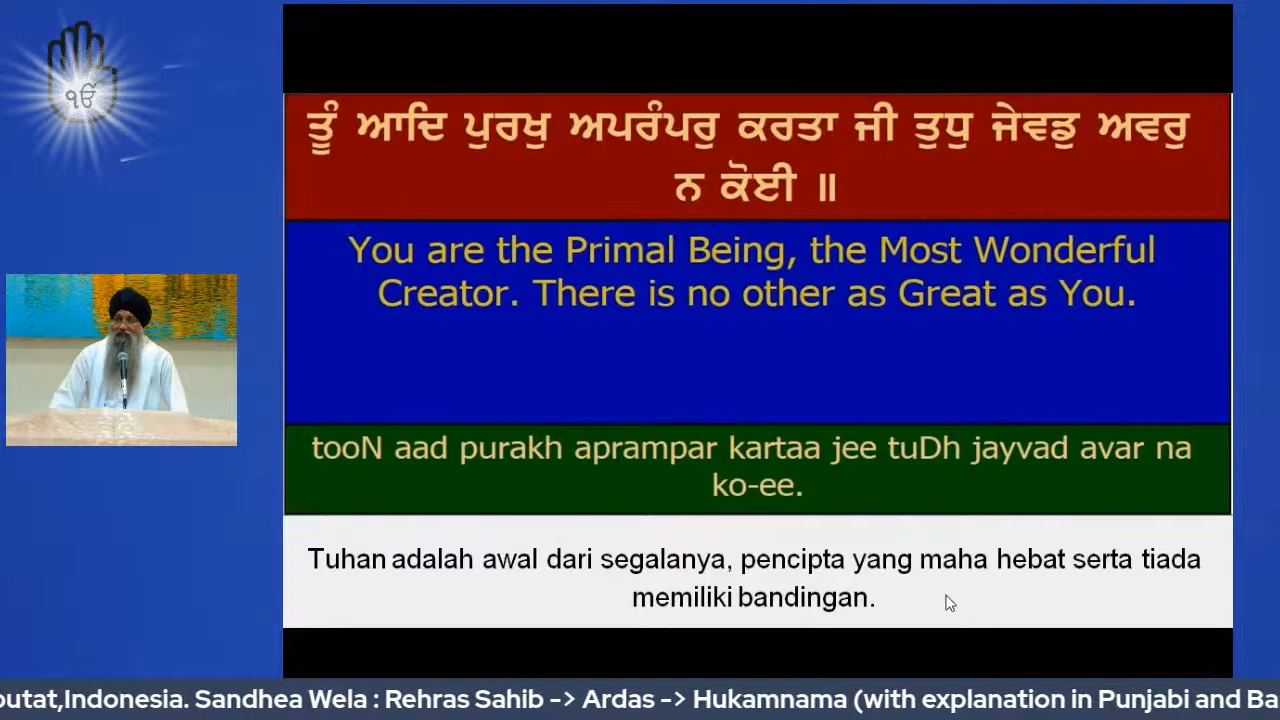 ੴ
ਤੂੰ ਆਦਿ ਪੁਰਖੁ ਅਪਰੰਪਰੁ ਕਰਤਾ ਜੀ ਤੁਧੁ ਜੇਵਡੁ ਅਵਰੁ
ਨ ਕੋਈ ॥
You are the Primal Being, the Most Wonderful
Creator. There is no other as Great as You.
tooN aad purakh aprampar kartaa jee tuDh jayvad avar na
ko-ee.
Tuhan adalah awal dari segalanya, pencipta yang maha hebat serta tiada
memiliki bandingan.
putat,Indonesia. Sandhea Wela : Rehras Sahib -> Ardas -> Hukamnama (with explanation in Punjabi and Ba